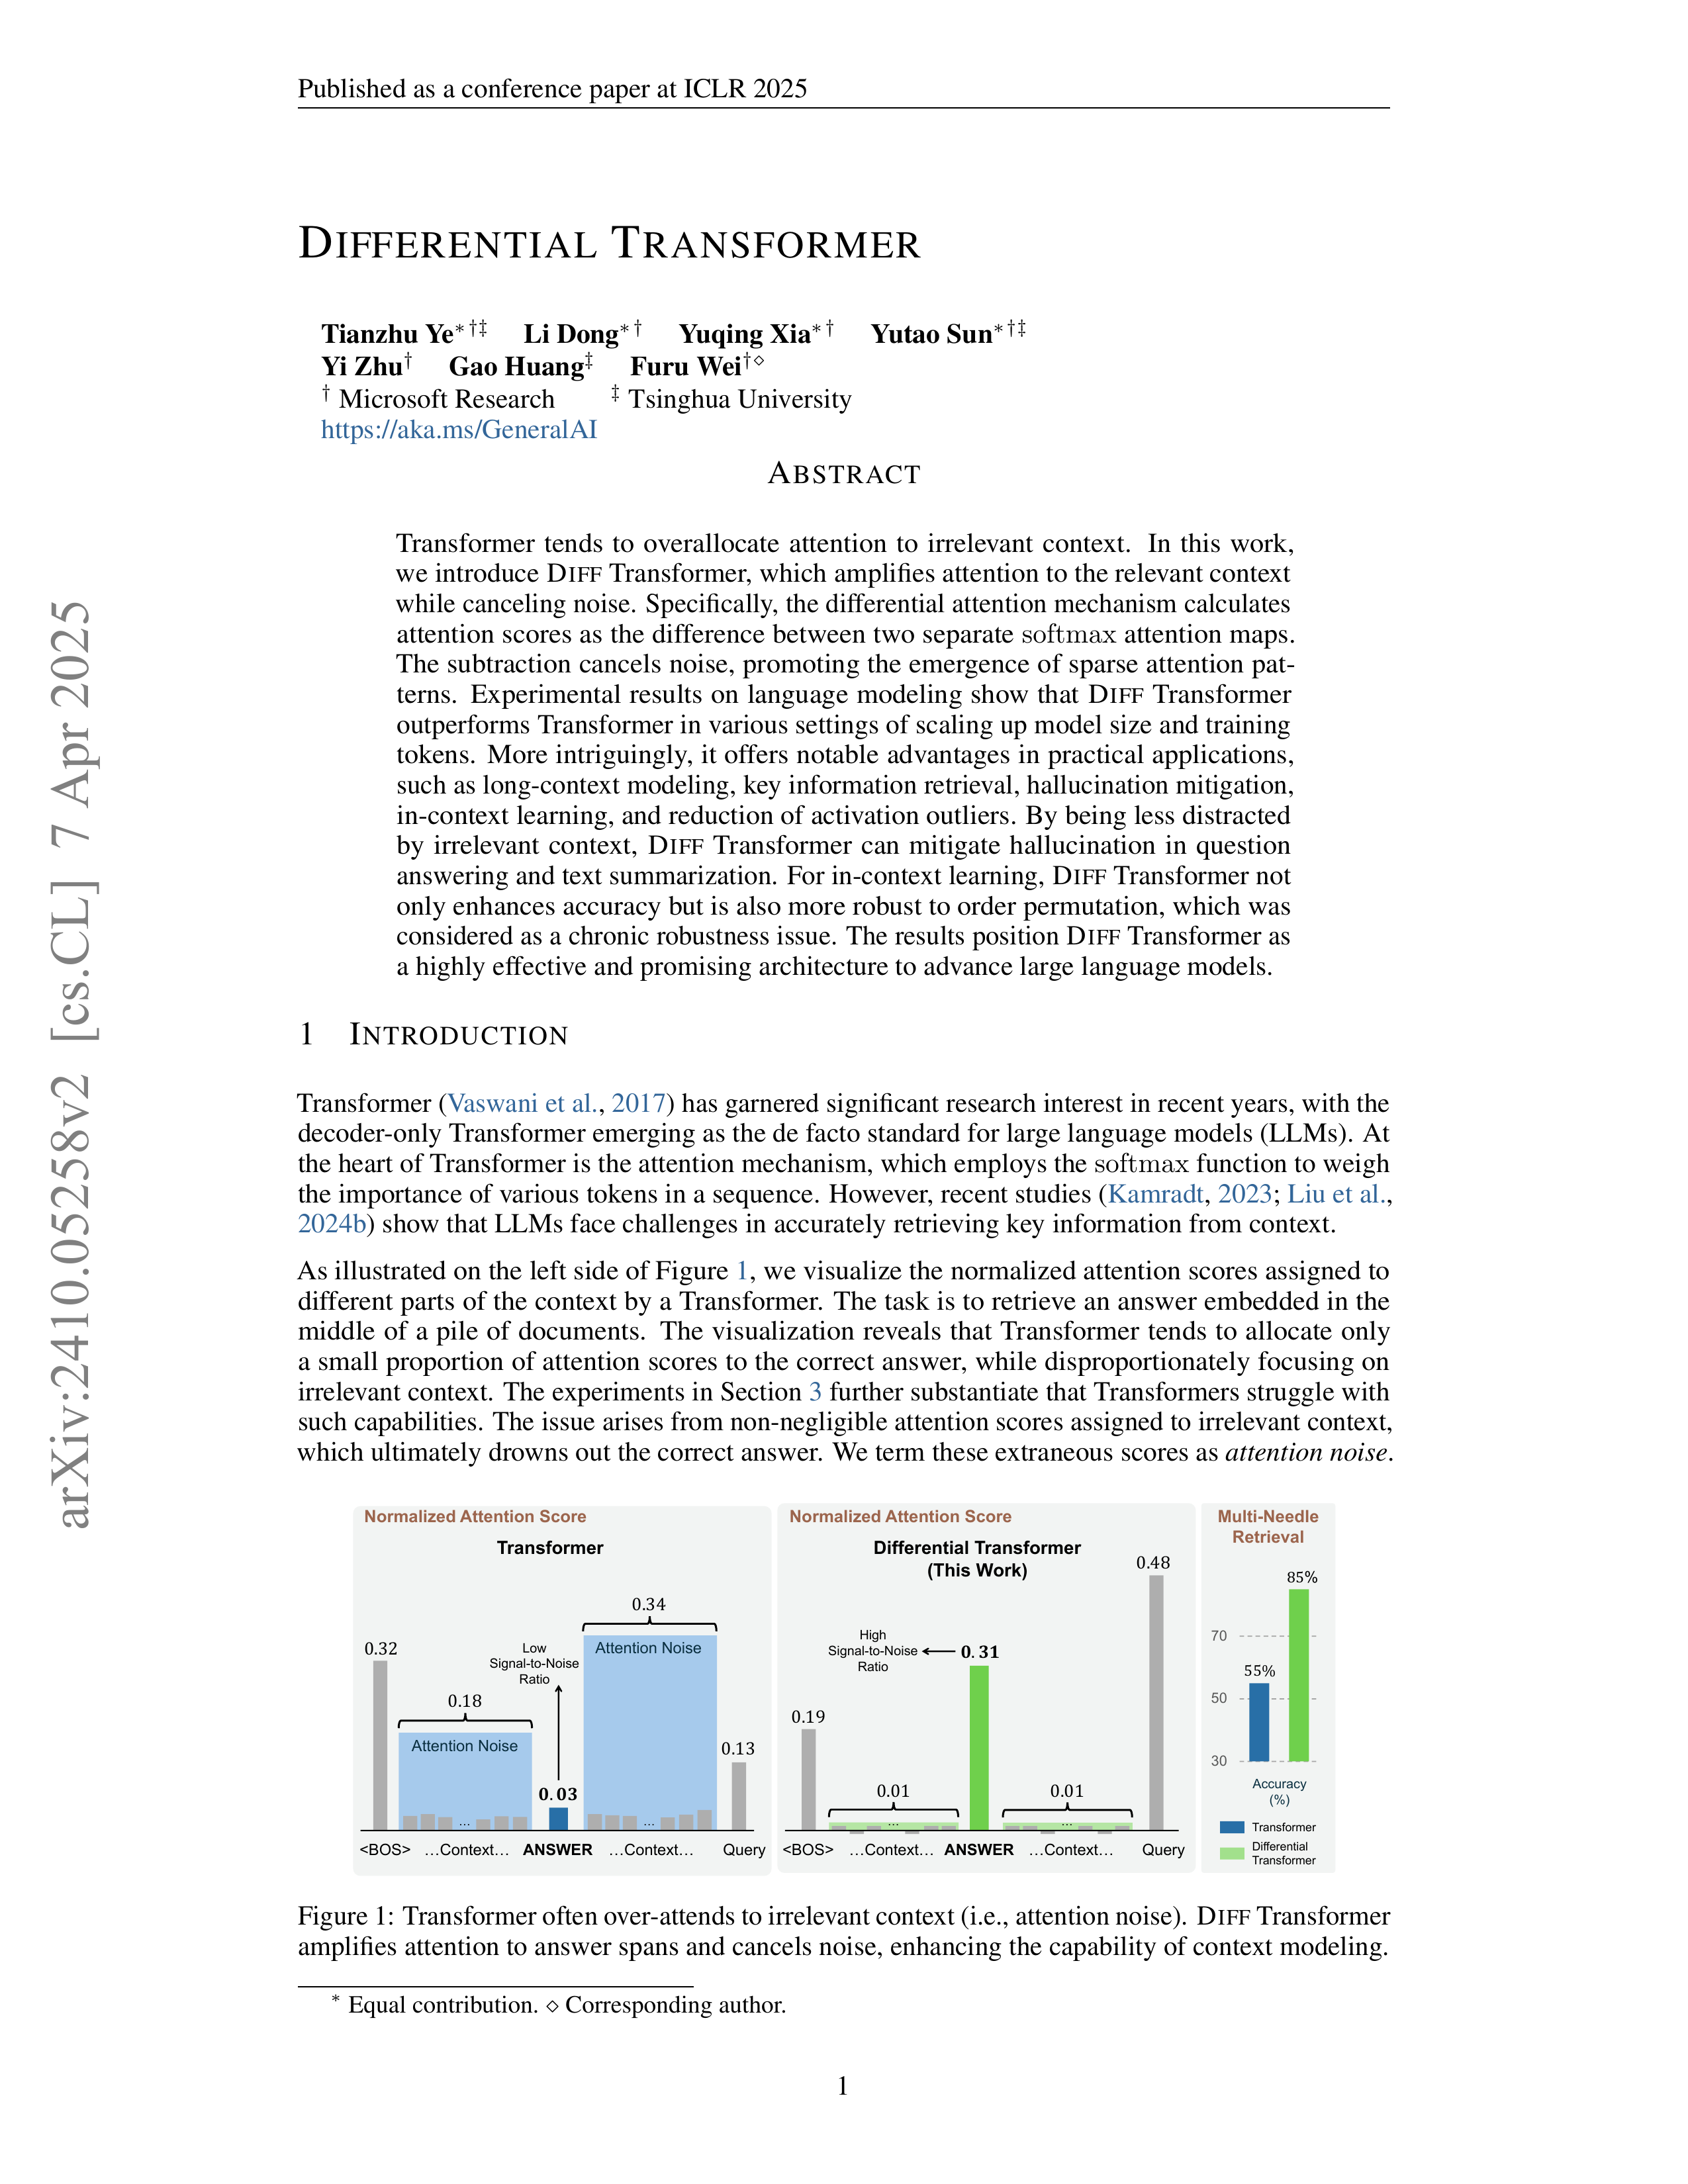 Published as a conference paper at ICLR 2025
DIFFERENTIAL TRANSFORMER
Tianzhu Ye∗†‡ Li Dong∗† Yuqing Xia∗† Yutao Sun∗†‡
Yi Zhu† Gao Huang‡ Furu Wei†⋄
† Microsoft Research ‡ Tsinghua University
https://aka.ms/GeneralAI
ABSTRACT
Transformer tends to overallocate attention to irrelevant context. In this work,
we introduce DIFF Transformer, which amplifies attention to the relevant context
while canceling noise. Specifically, the differential attention mechanism calculates
attention scores as the difference between two separate softmax attention maps.
The subtraction cancels noise, promoting the emergence of sparse attention pat-
terns. Experimental results on language modeling show that DIFF Transformer
outperforms Transformer in various settings of scaling up model size and training
tokens. More intriguingly, it offers notable advantages in practical applications,
such as long-context modeling, key information retrieval, hallucination mitigation,
in-context learning, and reduction of activation outliers. By being less distracted
by irrelevant context, DIFF Transformer can mitigate hallucination in question
answering and text summarization. For in-context learning, DIFF Transformer not
only enhances accuracy but is also more robust to order permutation, which was
considered as a chronic robustness issue. The results position DIFF Transformer as
a highly effective and promising architecture to advance large language models.
1 INTRODUCTION
Transformer (Vaswani et al., 2017) has garnered significant research interest in recent years, with the
decoder-only Transformer emerging as the de facto standard for large language models (LLMs). At
the heart of Transformer is the attention mechanism, which employs the softmax function to weigh
the importance of various tokens in a sequence. However, recent studies (Kamradt, 2023; Liu et al.,
2024b) show that LLMs face challenges in accurately retrieving key information from context.
As illustrated on the left side of Figure 1, we visualize the normalized attention scores assigned to
different parts of the context by a Transformer. The task is to retrieve an answer embedded in the
middle of a pile of documents. The visualization reveals that Transformer tends to allocate only
a small proportion of attention scores to the correct answer, while disproportionately focusing on
irrelevant context. The experiments in Section 3 further substantiate that Transformers struggle with
such capabilities. The issue arises from non-negligible attention scores assigned to irrelevant context,
which ultimately drowns out the correct answer. We term these extraneous scores as attention noise.
Normalized Attention Score
Transformer
0.32
0.18
Attention Noise
Low
Signal-to-Noise
Ratio
0.03
0.34
Attention Noise
0.13
...
...
<BOS> …Context… ANSWER …Context… Query
Normalized Attention Score
Differential Transformer
(This Work)
0.48
High
Signal-to-Noise
Ratio
0.31
0.19
0.01
0.01
...
...
<BOS> …Context… ANSWER …Context… Query
Multi-Needle
Retrieval
85%
70
55%
50
30
Accuracy
(%)
Transformer
Differential
Transformer
Figure 1: Transformer often over-attends to irrelevant context (i.e., attention noise). DIFF Transformer
amplifies attention to answer spans and cancels noise, enhancing the capability of context modeling.
∗ Equal contribution. ⋄ Corresponding author.
1
arXiv:2410.05258v2 [cs.CL] 7 Apr 2025